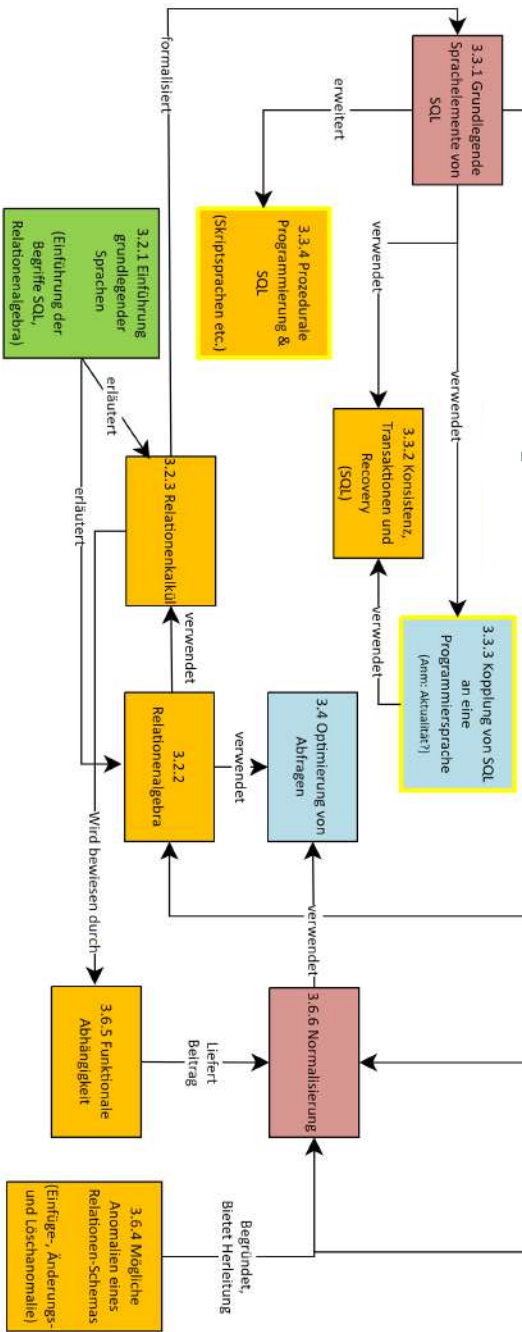 3.3.1 Grundlegende
Sprachelemente von
SQL
formalisiert
erweitert
verwendet
verwendet
3.3.4 Prozedurale
Programmierung &
SQL
(Skriptsprachen etc.)
3.3.2 Konsistenz,
Transaktionen und
Recovery
(SQL)
3.3.3 Kopplung von SQL
an eine
Programmiersprache
(Anm: Aktualität?)
verwendet
3.2.1 Einführung
grundlegender
Sprachen
(Einführung der
Begriffe SQL,
Relationenalgebra)
erläutert
erläutert
3.2.3 Relationenkalkül
verwendet
3.2.2
Relationenalgebra
verwendet
3.4 Optimierung von
Abfragen
verwendet
Wird bewiesen durch
3.6.5 Funktionale
Abhängigkeit
Liefert
Beitrag
3.6.6 Normalisierung
Begründet,
Bietet Herleitung
3.6.4 Mögliche
Anomalien eines
Relationen-Schemas
(Einfüge-, Änderungs-
und Löschanomalie)